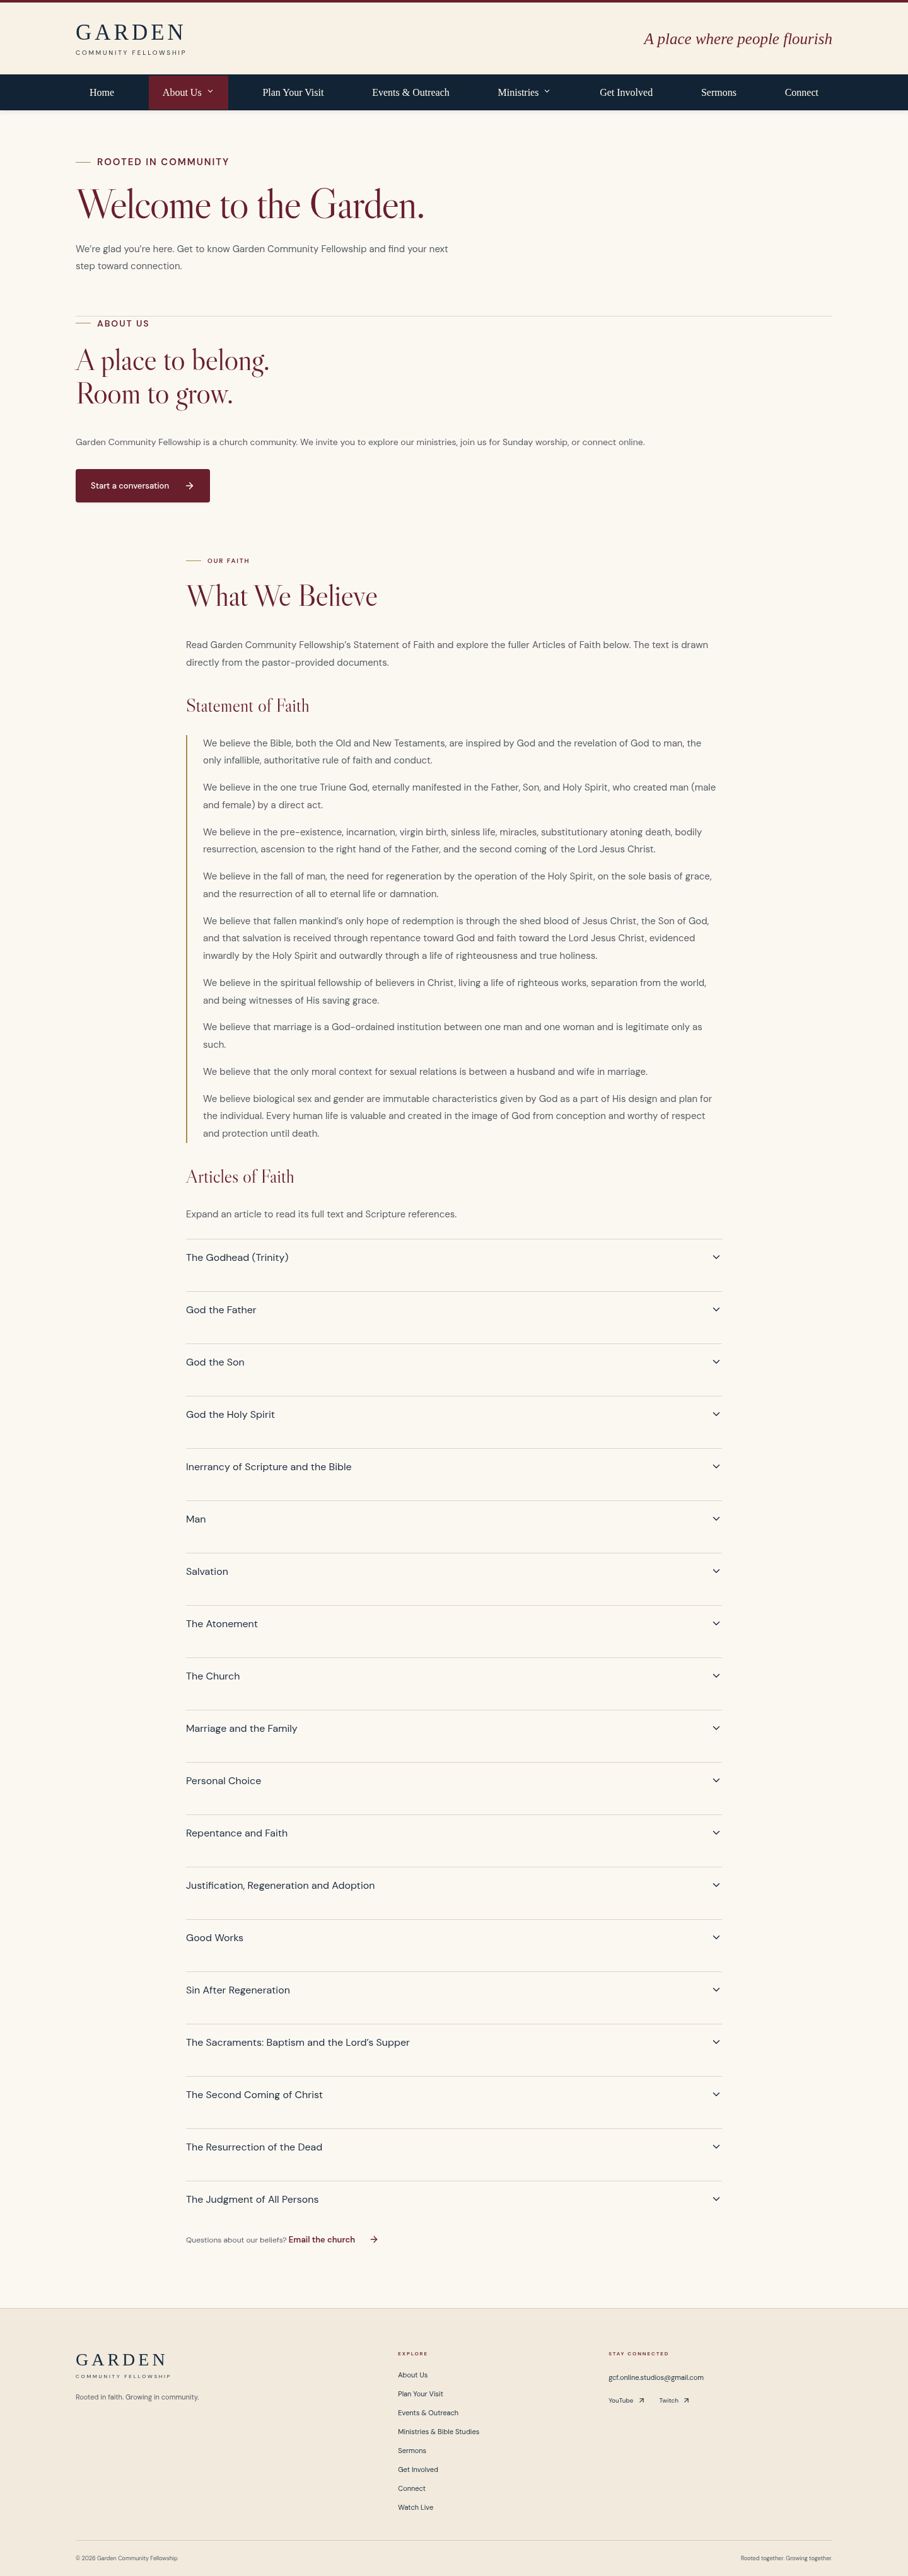 GARDEN
COMMUNITY FELLOWSHIP
A place where people flourish
Home
About Us
Plan Your Visit
Events & Outreach
Ministries
Get Involved
Sermons
Connect
ROOTED IN COMMUNITY
Welcome to the Garden.
We’re glad you’re here. Get to know Garden Community Fellowship and find your next
step toward connection.
ABOUT US
A place to belong.
Room to grow.
Garden Community Fellowship is a church community. We invite you to explore our ministries, join us for Sunday worship, or connect online.
Start a conversation
OUR FAITH
What We Believe
Read Garden Community Fellowship’s Statement of Faith and explore the fuller Articles of Faith below. The text is drawn
directly from the pastor-provided documents.
Statement of Faith
We believe the Bible, both the Old and New Testaments, are inspired by God and the revelation of God to man, the
only infallible, authoritative rule of faith and conduct.
We believe in the one true Triune God, eternally manifested in the Father, Son, and Holy Spirit, who created man (male
and female) by a direct act.
We believe in the pre-existence, incarnation, virgin birth, sinless life, miracles, substitutionary atoning death, bodily
resurrection, ascension to the right hand of the Father, and the second coming of the Lord Jesus Christ.
We believe in the fall of man, the need for regeneration by the operation of the Holy Spirit, on the sole basis of grace,
and the resurrection of all to eternal life or damnation.
We believe that fallen mankind’s only hope of redemption is through the shed blood of Jesus Christ, the Son of God,
and that salvation is received through repentance toward God and faith toward the Lord Jesus Christ, evidenced
inwardly by the Holy Spirit and outwardly through a life of righteousness and true holiness.
We believe in the spiritual fellowship of believers in Christ, living a life of righteous works, separation from the world,
and being witnesses of His saving grace.
We believe that marriage is a God-ordained institution between one man and one woman and is legitimate only as
such.
We believe that the only moral context for sexual relations is between a husband and wife in marriage.
We believe biological sex and gender are immutable characteristics given by God as a part of His design and plan for
the individual. Every human life is valuable and created in the image of God from conception and worthy of respect
and protection until death.
Articles of Faith
Expand an article to read its full text and Scripture references.
The Godhead (Trinity)
God the Father
God the Son
God the Holy Spirit
Inerrancy of Scripture and the Bible
Man
Salvation
The Atonement
The Church
Marriage and the Family
Personal Choice
Repentance and Faith
Justification, Regeneration and Adoption
Good Works
Sin After Regeneration
The Sacraments: Baptism and the Lord’s Supper
The Second Coming of Christ
The Resurrection of the Dead
The Judgment of All Persons
Questions about our beliefs? Email the church
GARDEN
COMMUNITY FELLOWSHIP
Rooted in faith. Growing in community.
EXPLORE
About Us
Plan Your Visit
Events & Outreach
Ministries & Bible Studies
Sermons
Get Involved
Connect
Watch Live
STAY CONNECTED
gcf.online.studios@gmail.com
YouTube
Twitch
© 2026 Garden Community Fellowship
Rooted together. Growing together.